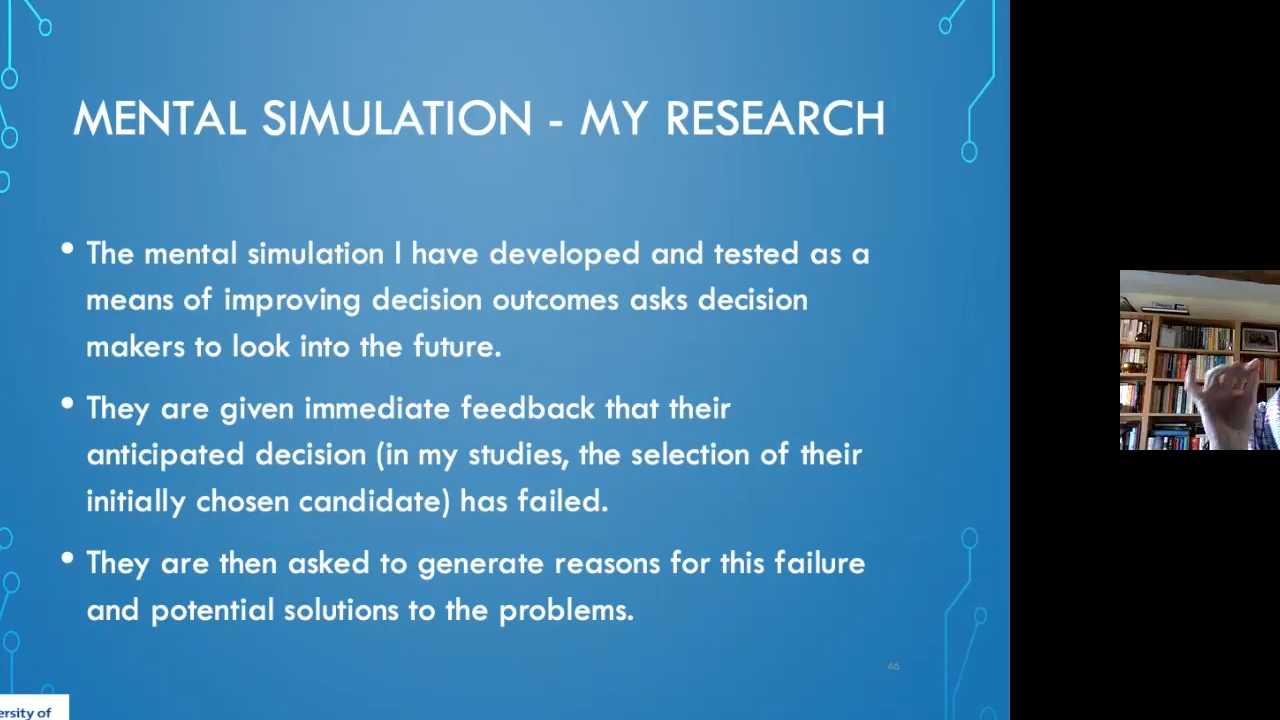 MENTAL SIMULATION - MY RESEARCH
• The mental simulation I have developed and tested as a
means of improving decision outcomes asks decision
makers to look into the future.
• They are given immediate feedback that their
anticipated decision (in my studies, the selection of their
initially chosen candidate) has failed.
• They are then asked to generate reasons for this failure
and potential solutions to the problems.
46
ersity of